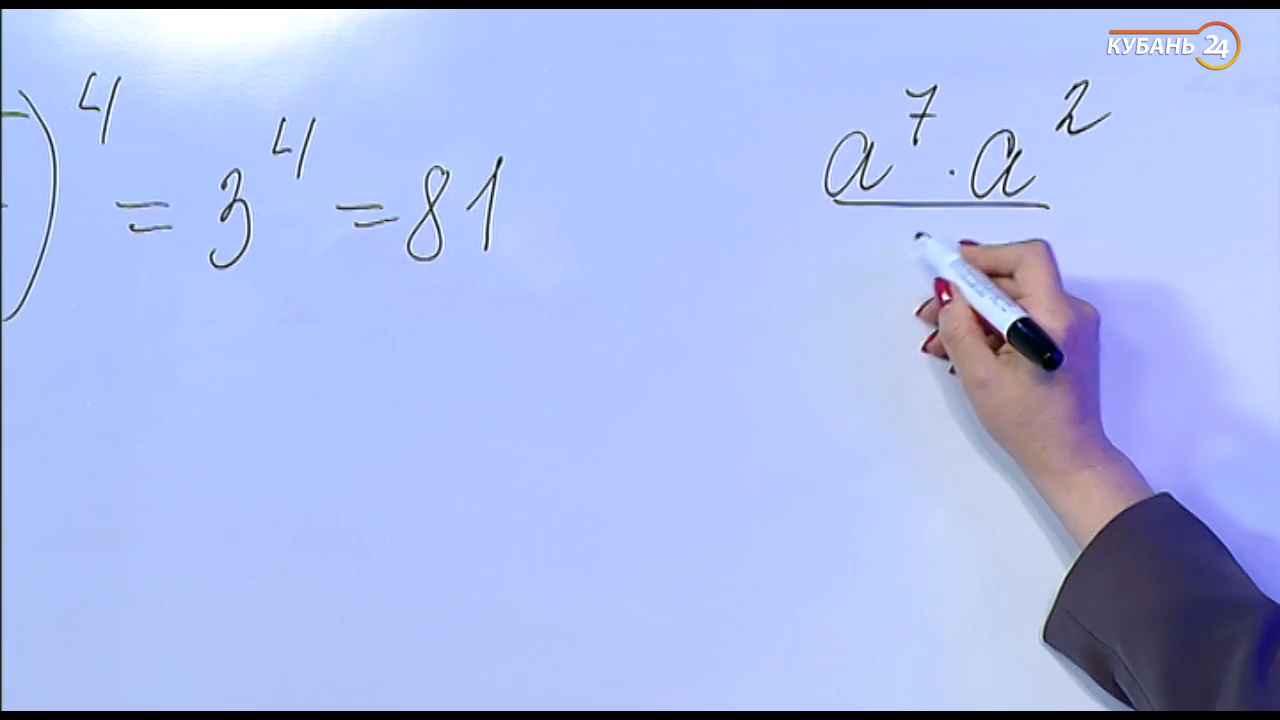 КУБАНЬ 24
)⁴ = 3⁴ = 81
a⁷ · a²